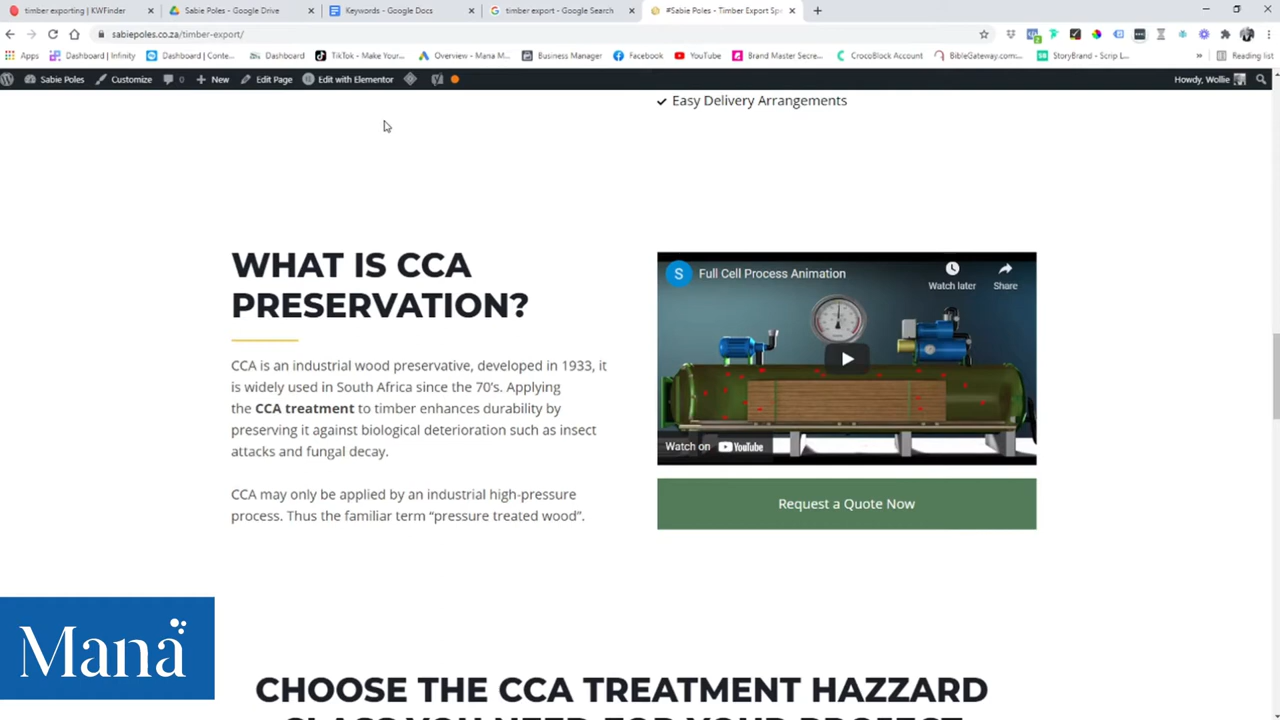 timber exporting | KWFinder
Sabie Poles - Google Drive
Keywords - Google Docs
timber export - Google Search
#Sabie Poles - Timber Export Spe
sabiepoles.co.za/timber-export/
Apps
Dashboard | Infinity
Dashboard | Conte...
Dashboard
TikTok - Make Your...
Overview - Mana M...
Business Manager
Facebook
YouTube
Brand Master Secre...
CrocoBlock Account
BibleGateway.com:...
StoryBrand - Scrip L...
»
Reading list
Sabie Poles
Customize
0
New
Edit Page
Edit with Elementor
Howdy, Wollie
Easy Delivery Arrangements
WHAT IS CCA
PRESERVATION?
CCA is an industrial wood preservative, developed in 1933, it
is widely used in South Africa since the 70's. Applying
the CCA treatment to timber enhances durability by
preserving it against biological deterioration such as insect
attacks and fungal decay.
CCA may only be applied by an industrial high-pressure
process. Thus the familiar term “pressure treated wood”.
S
Full Cell Process Animation
Watch later
Share
Watch on YouTube
Request a Quote Now
Mana
CHOOSE THE CCA TREATMENT HAZZARD
CLASS YOU NEED FOR YOUR PROJECT